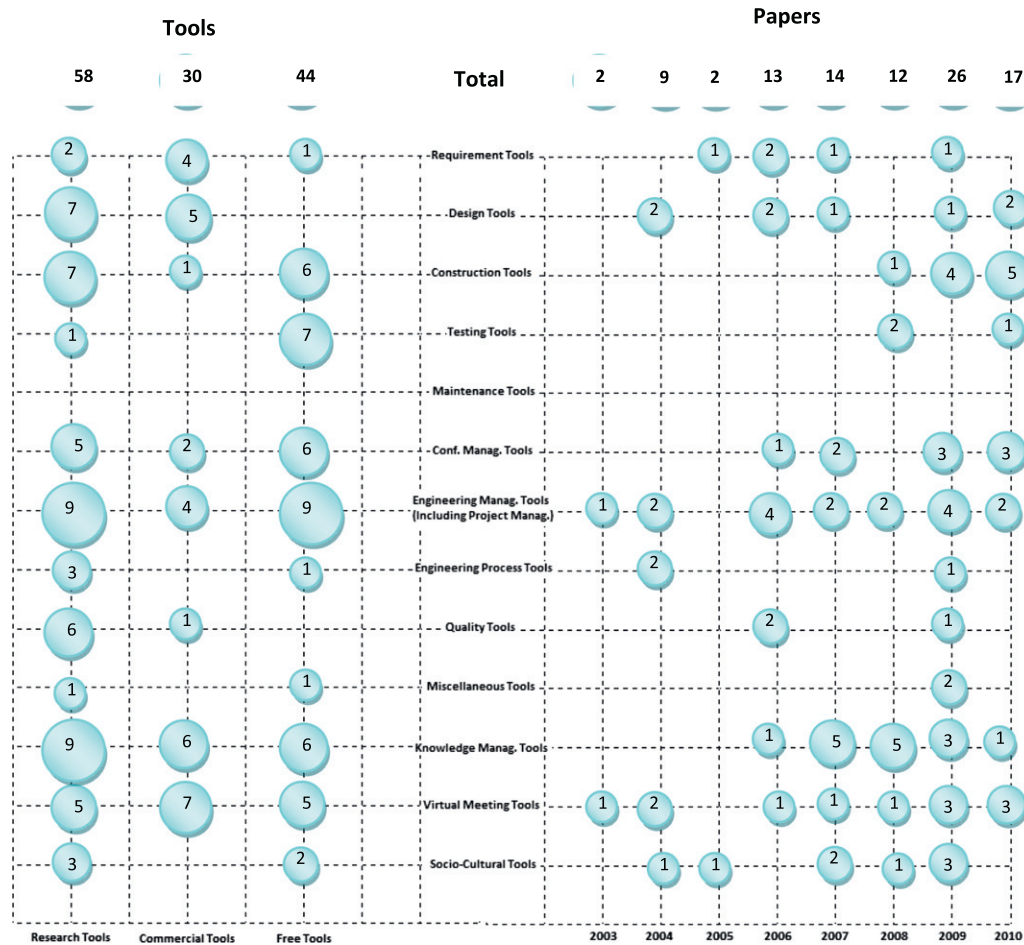 Tools Papers
58 30 44 Total 2 9 2 13 14 12 26 17
2 4 1 Requirement Tools 1 2 1 1
7 5 Design Tools 2 2 1 1 2
7 1 6 Construction Tools 1 4 5
1 7 Testing Tools 2 1
Maintenance Tools
5 2 6 Conf. Manag. Tools 1 2 3 3
9 4 9 Engineering Manag. Tools 1 2 4 2 2 4 2
(Including Project Manag.)
3 1 Engineering Process Tools 2 1
6 1 Quality Tools 2 1
1 1 Miscellaneous Tools 2
9 6 6 Knowledge Manag. Tools 1 5 5 3 1
5 7 5 Virtual Meeting Tools 1 2 1 1 1 3 3
3 2 Socio-Cultural Tools 1 1 2 1 3
Research Tools Commercial Tools Free Tools 2003 2004 2005 2006 2007 2008 2009 2010